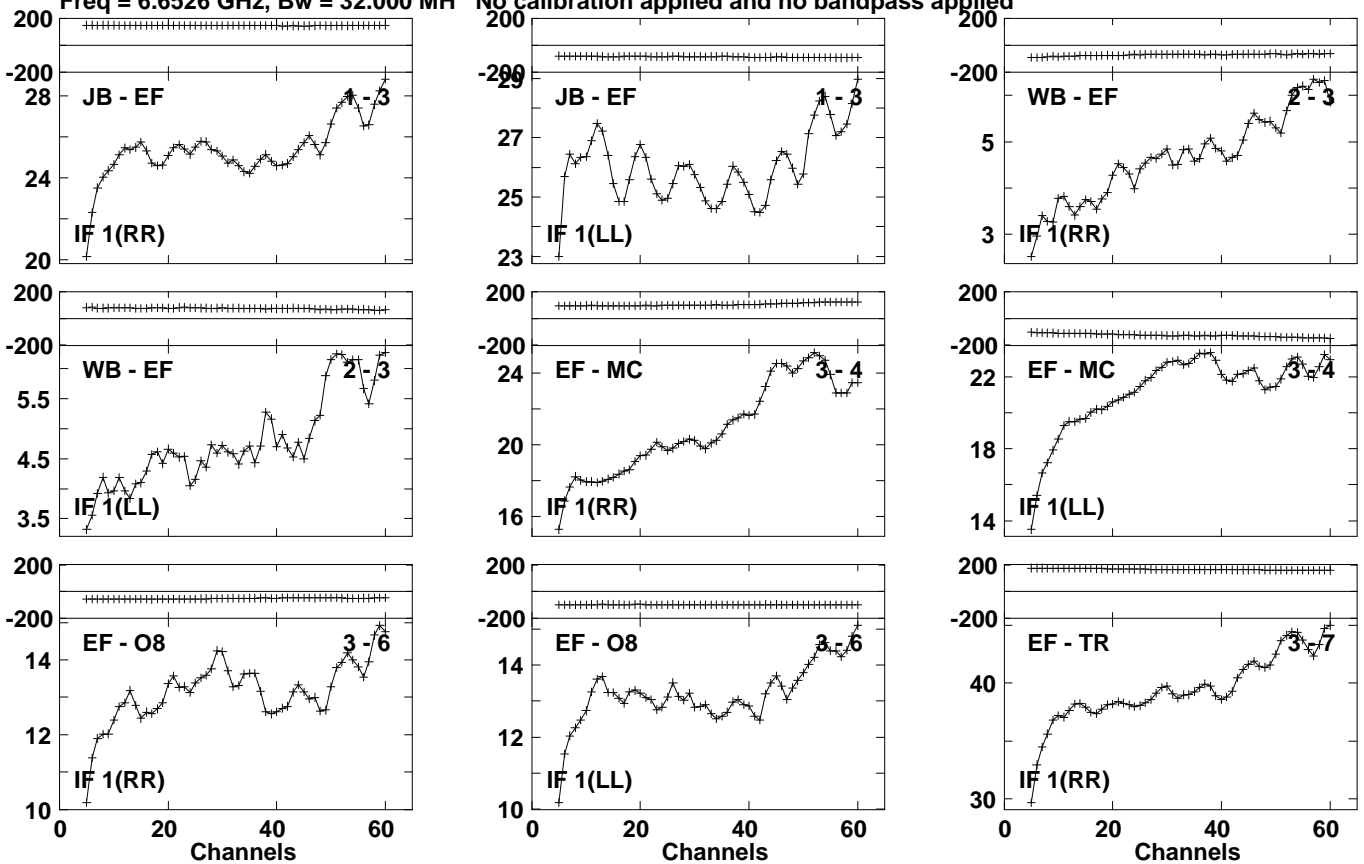 Freq = 6.6526 GHz, Bw = 32.000 MH No calibration applied and no bandpass applied
200
-200
28
24
20
JB - EF
1 - 3
IF 1(RR)
200
-200
29
27
25
23
JB - EF
1 - 3
IF 1(LL)
200
-200
5
3
WB - EF
2 - 3
IF 1(RR)
200
-200
5.5
4.5
3.5
WB - EF
2 - 3
IF 1(LL)
200
-200
24
20
16
EF - MC
3 - 4
IF 1(RR)
200
-200
22
18
14
EF - MC
3 - 4
IF 1(LL)
200
-200
14
12
10
EF - O8
3 - 6
IF 1(RR)
0 20 40 60
Channels
200
-200
14
12
10
EF - O8
3 - 6
IF 1(LL)
0 20 40 60
Channels
200
-200
40
30
EF - TR
3 - 7
IF 1(RR)
0 20 40 60
Channels